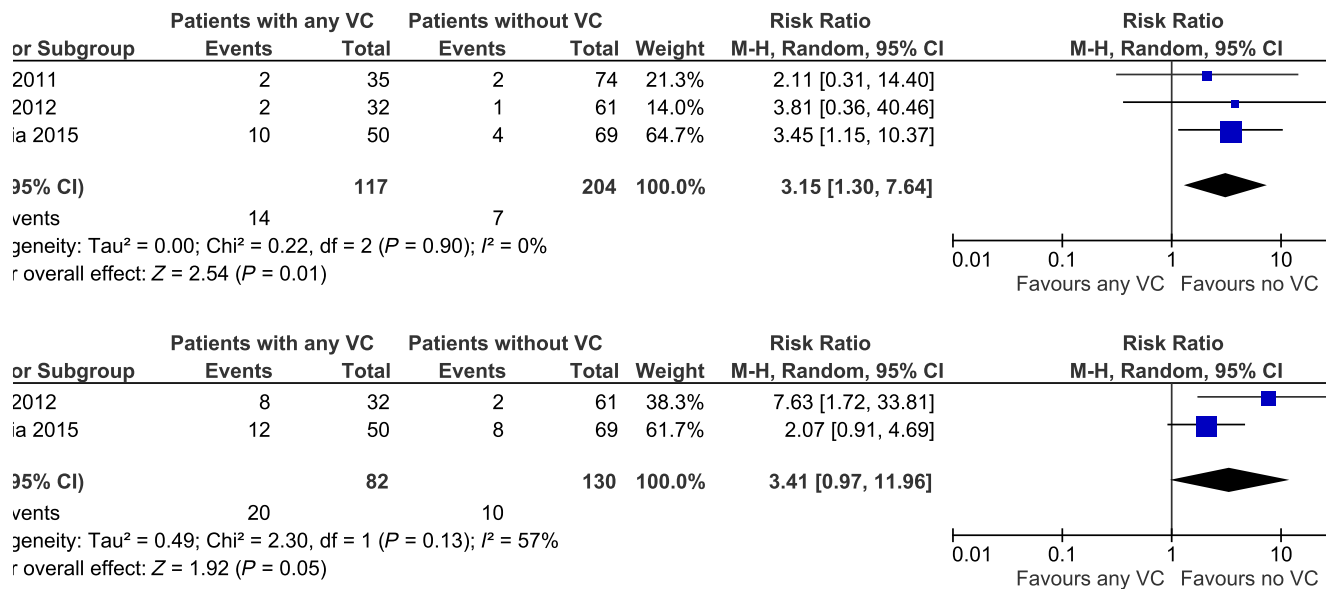 Patients with any VC Patients without VC Risk Ratio Risk Ratio
or Subgroup Events Total Events Total Weight M-H, Random, 95% CI M-H, Random, 95% CI
2011 2 35 2 74 21.3% 2.11 [0.31, 14.40]
2012 2 32 1 61 14.0% 3.81 [0.36, 40.46]
ia 2015 10 50 4 69 64.7% 3.45 [1.15, 10.37]
95% CI) 117 204 100.0% 3.15 [1.30, 7.64]
vents 14 7
geneity: Tau² = 0.00; Chi² = 0.22, df = 2 (P = 0.90); I² = 0%
r overall effect: Z = 2.54 (P = 0.01)
0.01 0.1 1 10
Favours any VC Favours no VC
Patients with any VC Patients without VC Risk Ratio Risk Ratio
or Subgroup Events Total Events Total Weight M-H, Random, 95% CI M-H, Random, 95% CI
2012 8 32 2 61 38.3% 7.63 [1.72, 33.81]
ia 2015 12 50 8 69 61.7% 2.07 [0.91, 4.69]
95% CI) 82 130 100.0% 3.41 [0.97, 11.96]
vents 20 10
geneity: Tau² = 0.49; Chi² = 2.30, df = 1 (P = 0.13); I² = 57%
r overall effect: Z = 1.92 (P = 0.05)
0.01 0.1 1 10
Favours any VC Favours no VC